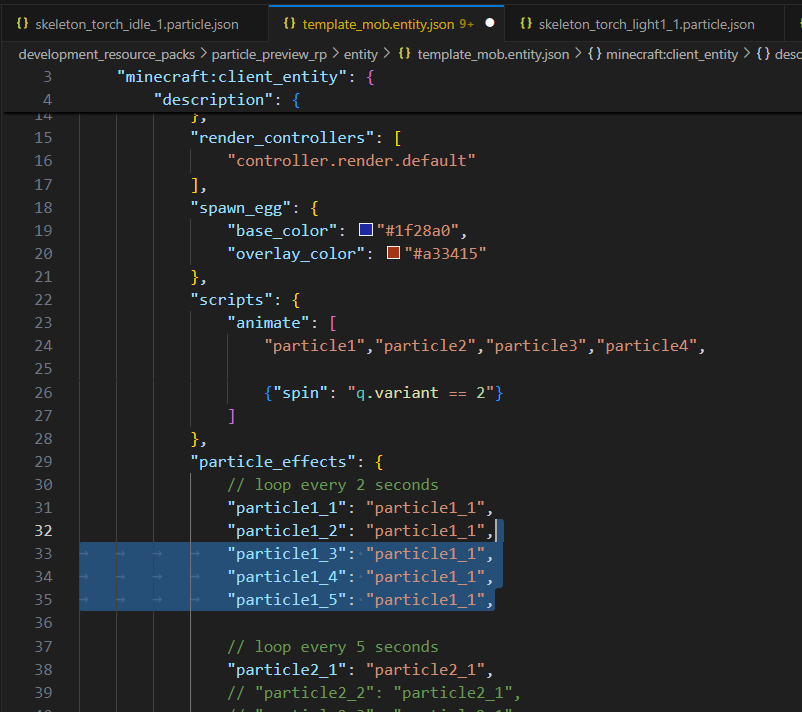 {} skeleton_torch_idle_1.particle.json {} template_mob.entity.json 9+ ● {} skeleton_torch_light1_1.particle.json
development_resource_packs > particle_preview_rp > entity > {} template_mob.entity.json > {} minecraft:client_entity > {} desc
3 "minecraft:client_entity": {
4 "description": {
14 },
15 "render_controllers": [
16 "controller.render.default"
17 ],
18 "spawn_egg": {
19 "base_color": "#1f28a0",
20 "overlay_color": "#a33415"
21 },
22 "scripts": {
23 "animate": [
24 "particle1","particle2","particle3","particle4",
25
26 {"spin": "q.variant == 2"}
27 ]
28 },
29 "particle_effects": {
30 // loop every 2 seconds
31 "particle1_1": "particle1_1",
32 "particle1_2": "particle1_1",
33 "particle1_3": "particle1_1",
34 "particle1_4": "particle1_1",
35 "particle1_5": "particle1_1",
36
37 // loop every 5 seconds
38 "particle2_1": "particle2_1",
39 // "particle2_2": "particle2_1",